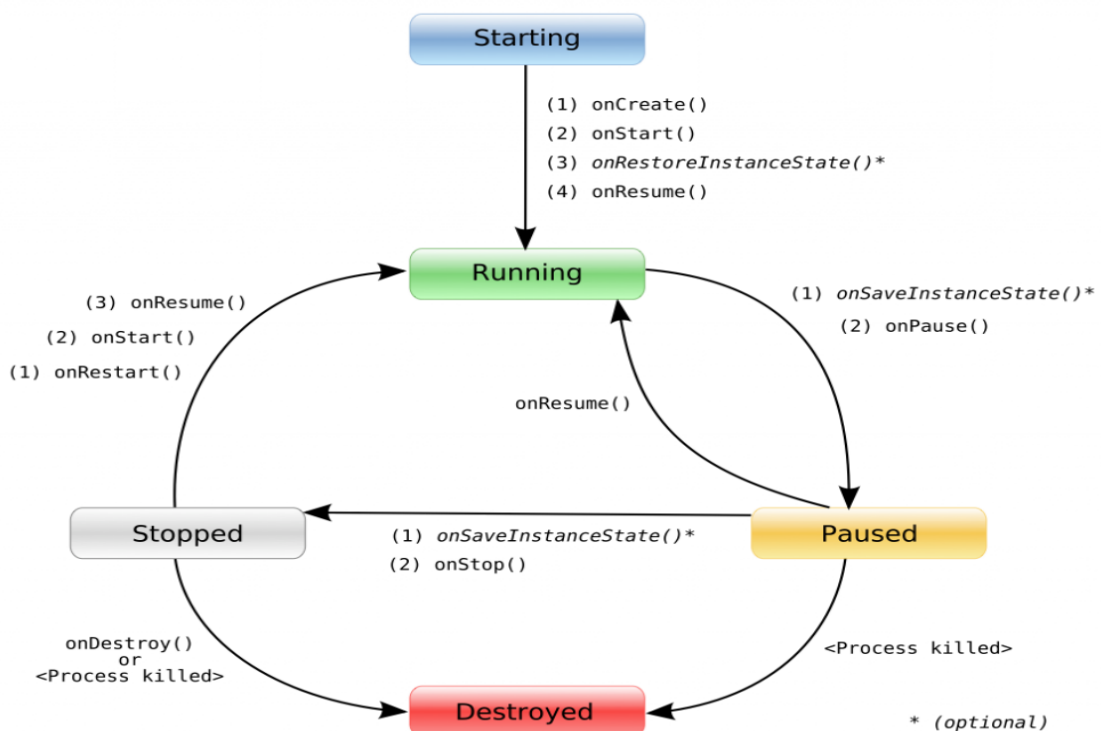 Starting
(1) onCreate()
(2) onStart()
(3) onRestoreInstanceState()*
(4) onResume()
Running
(3) onResume()
(2) onStart()
(1) onRestart()
(1) onSaveInstanceState()*
(2) onPause()
onResume()
Stopped
(1) onSaveInstanceState()*
(2) onStop()
Paused
onDestroy()
or
<Process killed>
<Process killed>
Destroyed
* (optional)